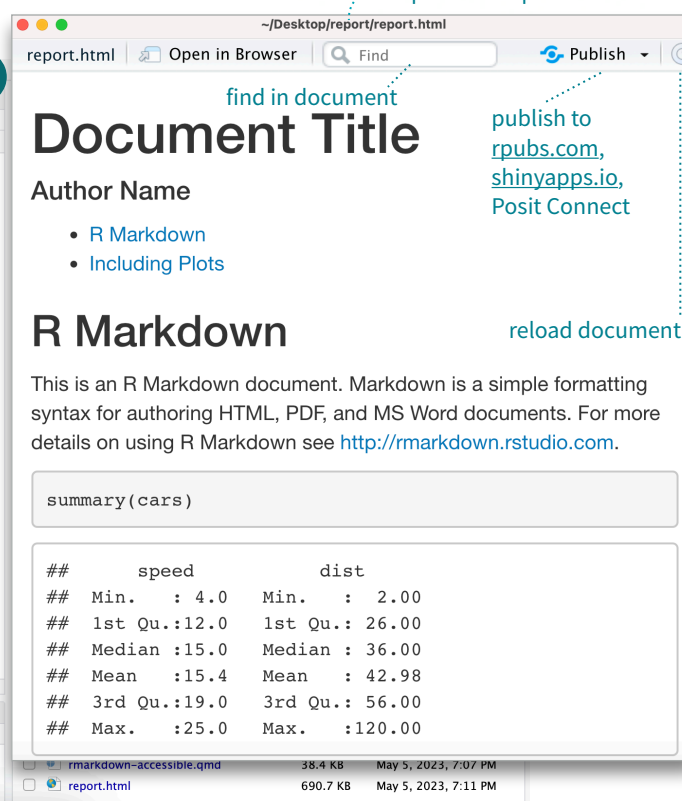 ~/Desktop/report/report.html
report.html Open in Browser Find Publish
find in document
Document Title
publish to
rpubs.com,
shinyapps.io,
Posit Connect
Author Name
• R Markdown
• Including Plots
R Markdown
reload document
This is an R Markdown document. Markdown is a simple formatting
syntax for authoring HTML, PDF, and MS Word documents. For more
details on using R Markdown see http://rmarkdown.rstudio.com.
summary(cars)
##      speed           dist
##  Min.   : 4.0   Min.   :  2.00
##  1st Qu.:12.0   1st Qu.: 26.00
##  Median :15.0   Median : 36.00
##  Mean   :15.4   Mean   : 42.98
##  3rd Qu.:19.0   3rd Qu.: 56.00
##  Max.   :25.0   Max.   :120.00
rmarkdown-accessible.qmd 38.4 KB May 5, 2023, 7:07 PM
report.html 690.7 KB May 5, 2023, 7:11 PM